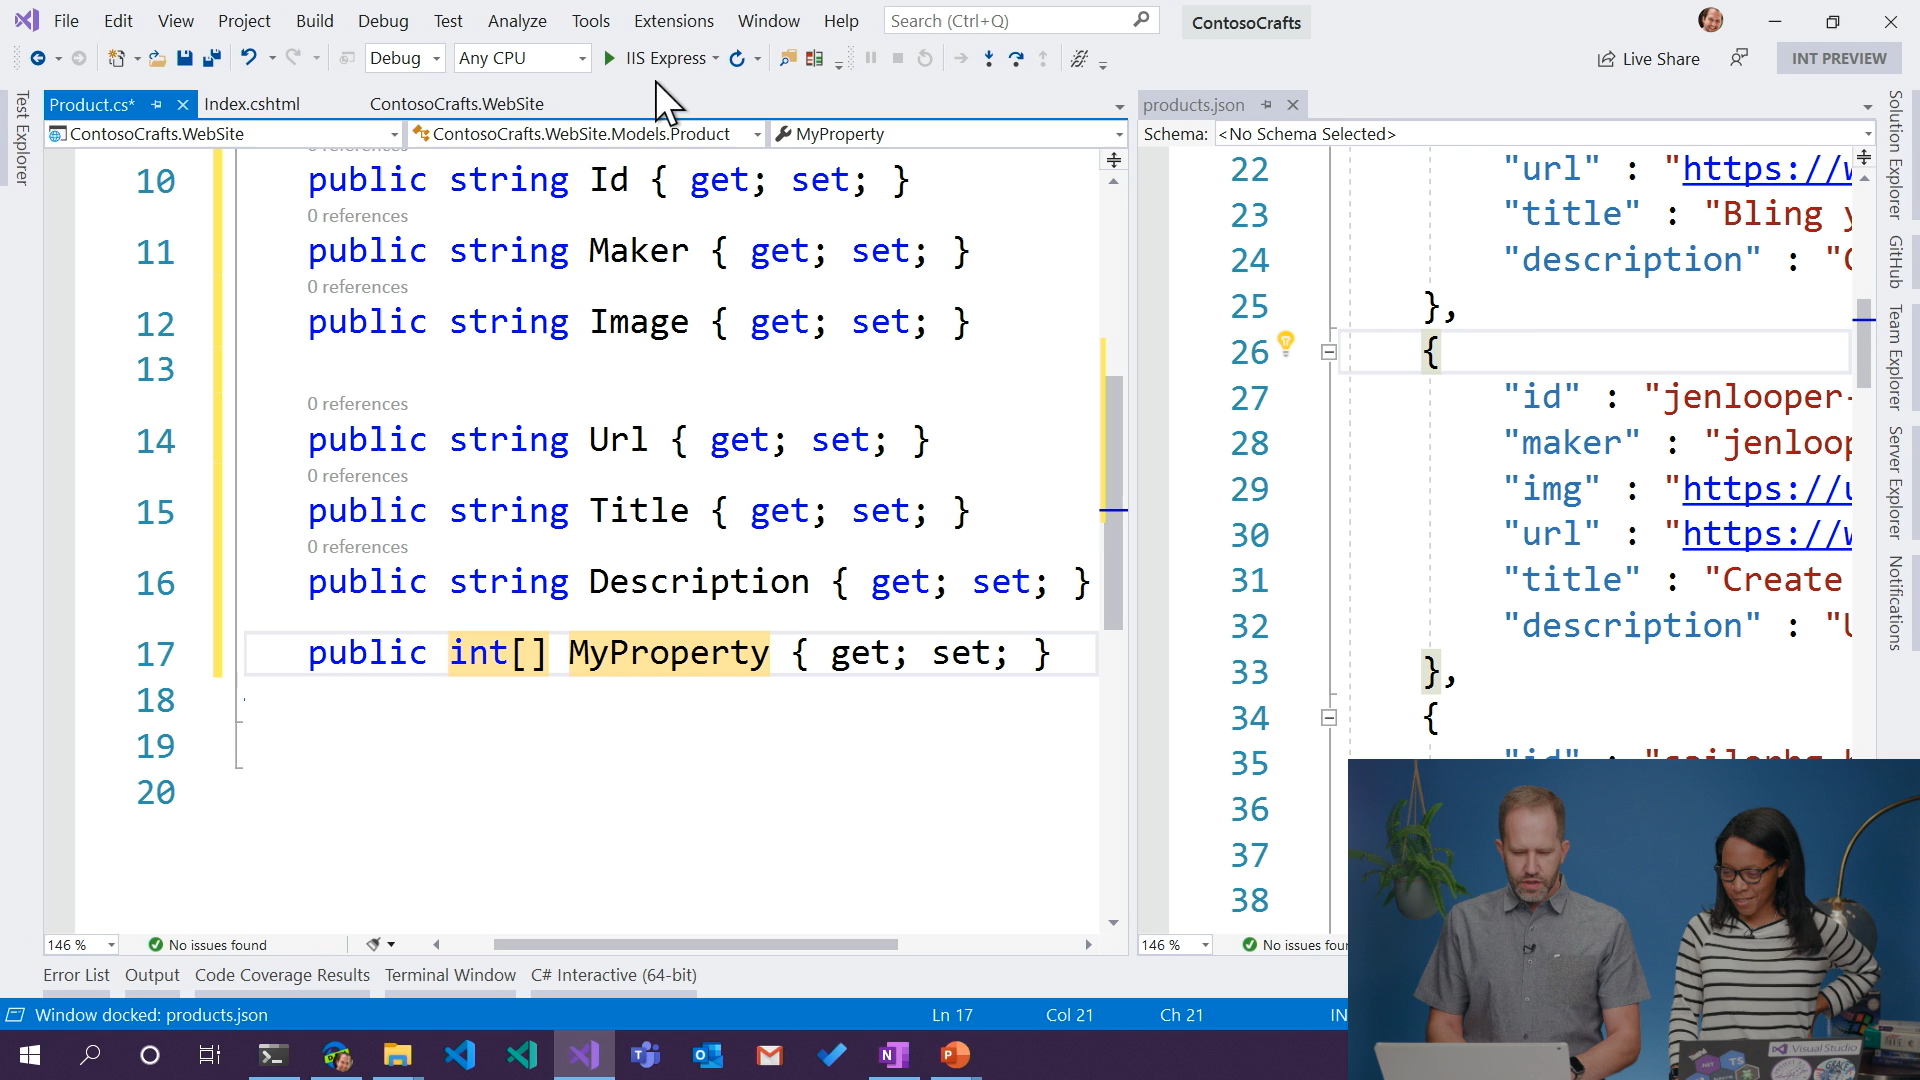 File Edit View Project Build Debug Test Analyze Tools Extensions Window Help Search (Ctrl+Q) ContosoCrafts
Debug Any CPU IIS Express Live Share INT PREVIEW
Product.cs* Index.cshtml ContosoCrafts.WebSite products.json
ContosoCrafts.WebSite ContosoCrafts.WebSite.Models.Product MyProperty Schema: <No Schema Selected>
Test Explorer
10 public string Id { get; set; }
0 references
11 public string Maker { get; set; }
0 references
12 public string Image { get; set; }
13
0 references
14 public string Url { get; set; }
0 references
15 public string Title { get; set; }
0 references
16 public string Description { get; set; }
17 public int[] MyProperty { get; set; }
18
19
20
22 "url" : "https://w
23 "title" : "Bling y
24 "description" : "C
25 },
26 {
27 "id" : "jenlooper-
28 "maker" : "jenloop
29 "img" : "https://u
30 "url" : "https://w
31 "title" : "Create
32 "description" : "U
33 },
34 {
35 "id" : "sailorhg-b
36
37
38
Solution Explorer
GitHub
Team Explorer
Server Explorer
Notifications
146 % No issues found 146 % No issues foun
Error List Output Code Coverage Results Terminal Window C# Interactive (64-bit)
Window docked: products.json Ln 17 Col 21 Ch 21 IN
Visual Studio
TS